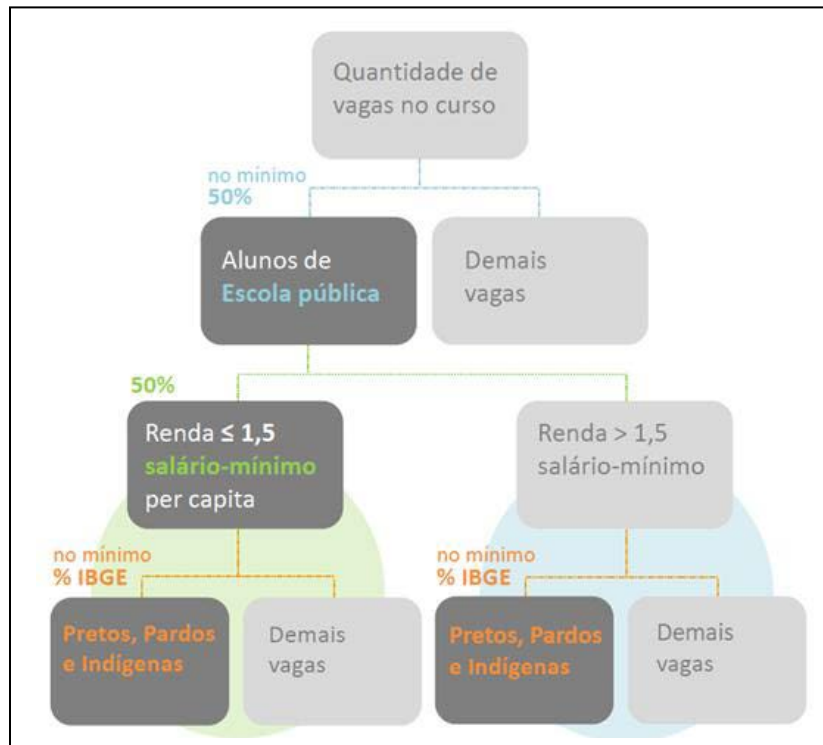 Quantidade de
vagas no curso
no mínimo
50%
Alunos de
Escola pública
Demais
vagas
50%
Renda ≤ 1,5
salário-mínimo
per capita
Renda > 1,5
salário-mínimo
no mínimo
% IBGE
Pretos, Pardos
e Indígenas
Demais
vagas
no mínimo
% IBGE
Pretos, Pardos
e Indígenas
Demais
vagas